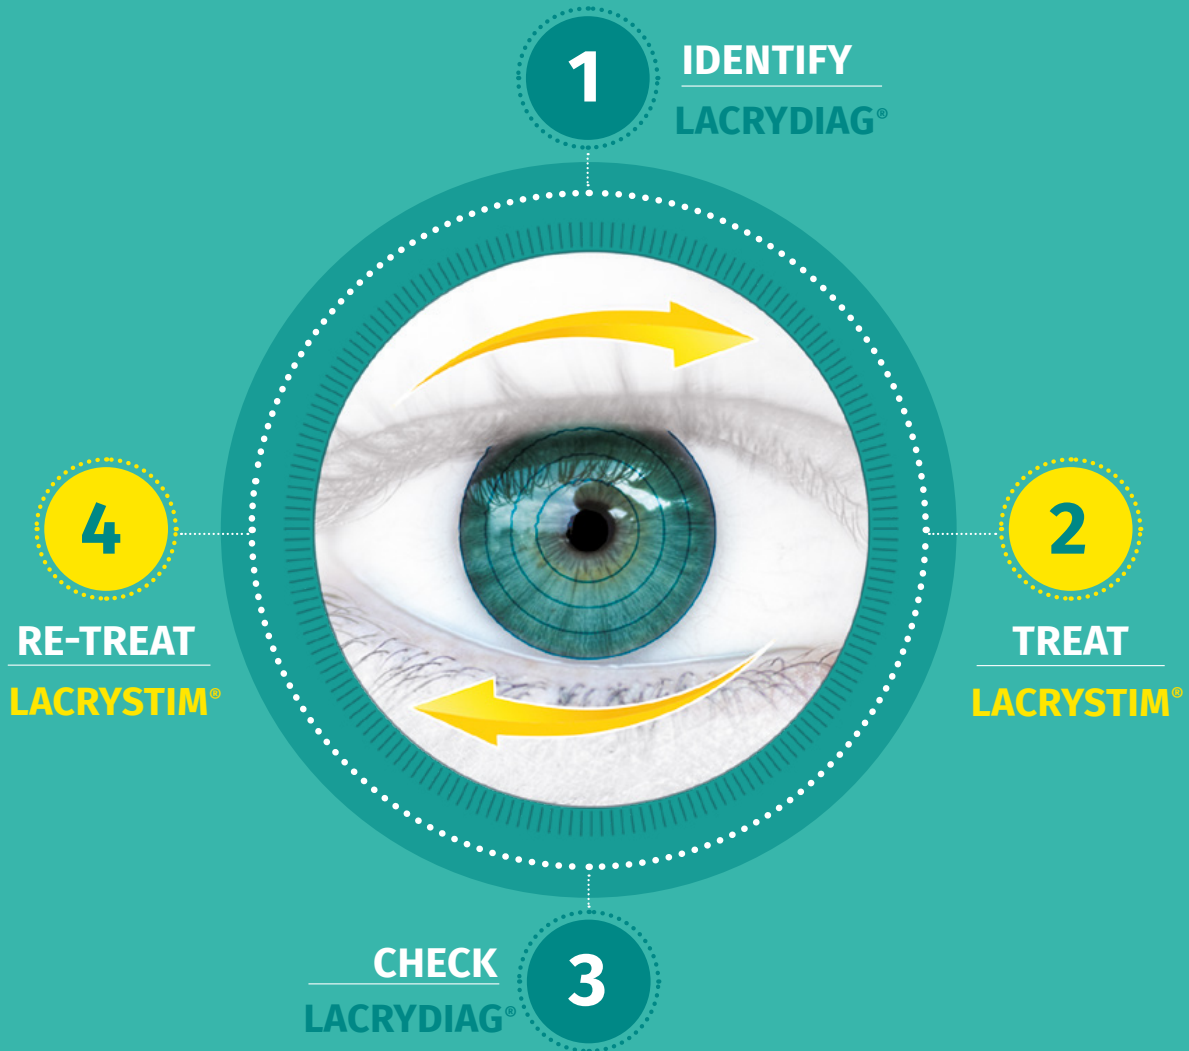 1
IDENTIFY
LACRYDIAG®
2
TREAT
LACRYSTIM®
3
CHECK
LACRYDIAG®
4
RE-TREAT
LACRYSTIM®